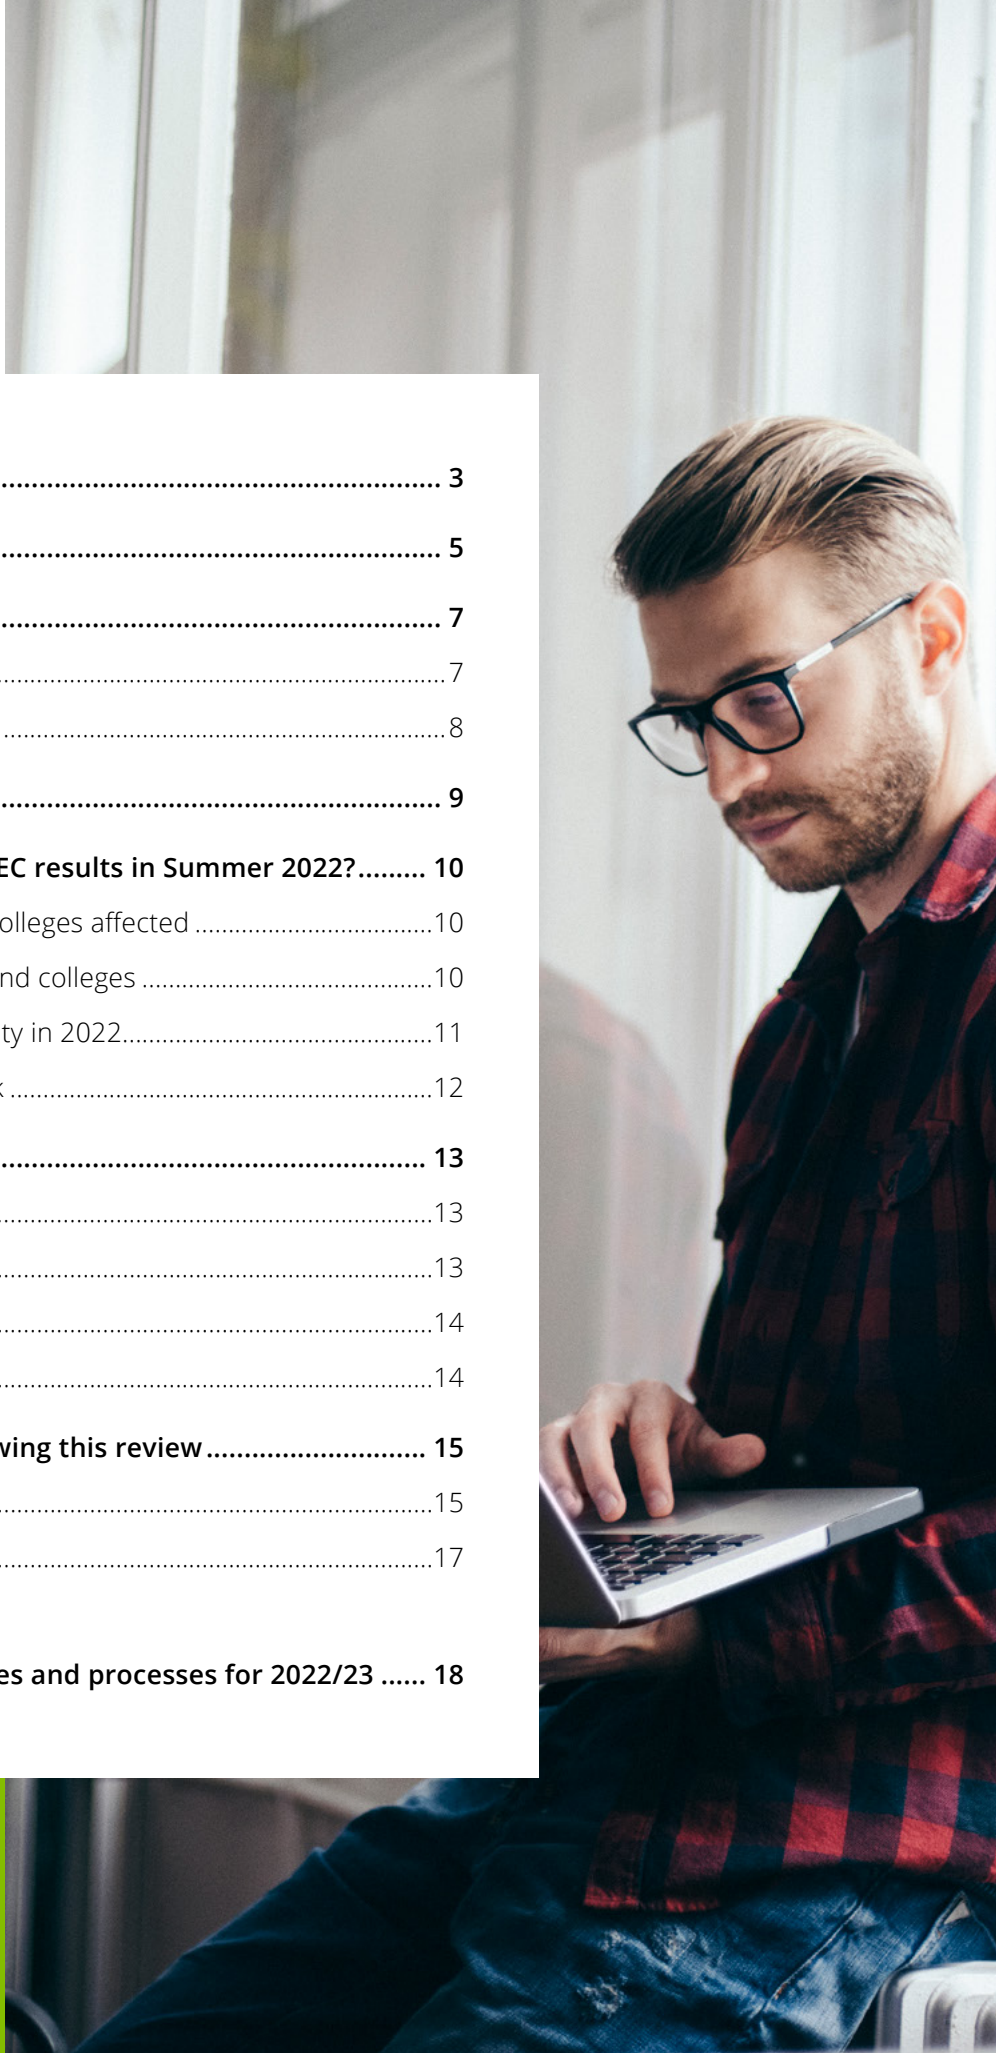 ........ 3
........ 5
........ 7
........ 7
........ 8
........ 9
EC results in Summer 2022?......... 10
olleges affected ........ 10
nd colleges ........ 10
ty in 2022........ 11
........ 12
........ 13
........ 13
........ 13
........ 14
........ 14
wing this review........ 15
........ 15
........ 17
es and processes for 2022/23 ...... 18